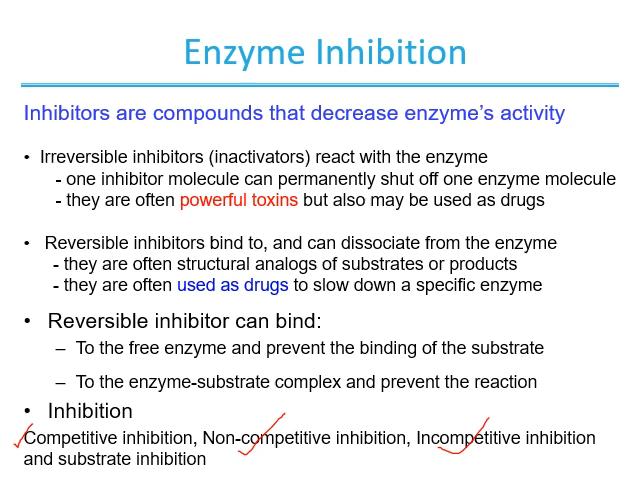 Enzyme Inhibition
Inhibitors are compounds that decrease enzyme's activity
• Irreversible inhibitors (inactivators) react with the enzyme
- one inhibitor molecule can permanently shut off one enzyme molecule
- they are often powerful toxins but also may be used as drugs
• Reversible inhibitors bind to, and can dissociate from the enzyme
- they are often structural analogs of substrates or products
- they are often used as drugs to slow down a specific enzyme
• Reversible inhibitor can bind:
– To the free enzyme and prevent the binding of the substrate
– To the enzyme-substrate complex and prevent the reaction
• Inhibition
Competitive inhibition, Non-competitive inhibition, Incompetitive inhibition
and substrate inhibition